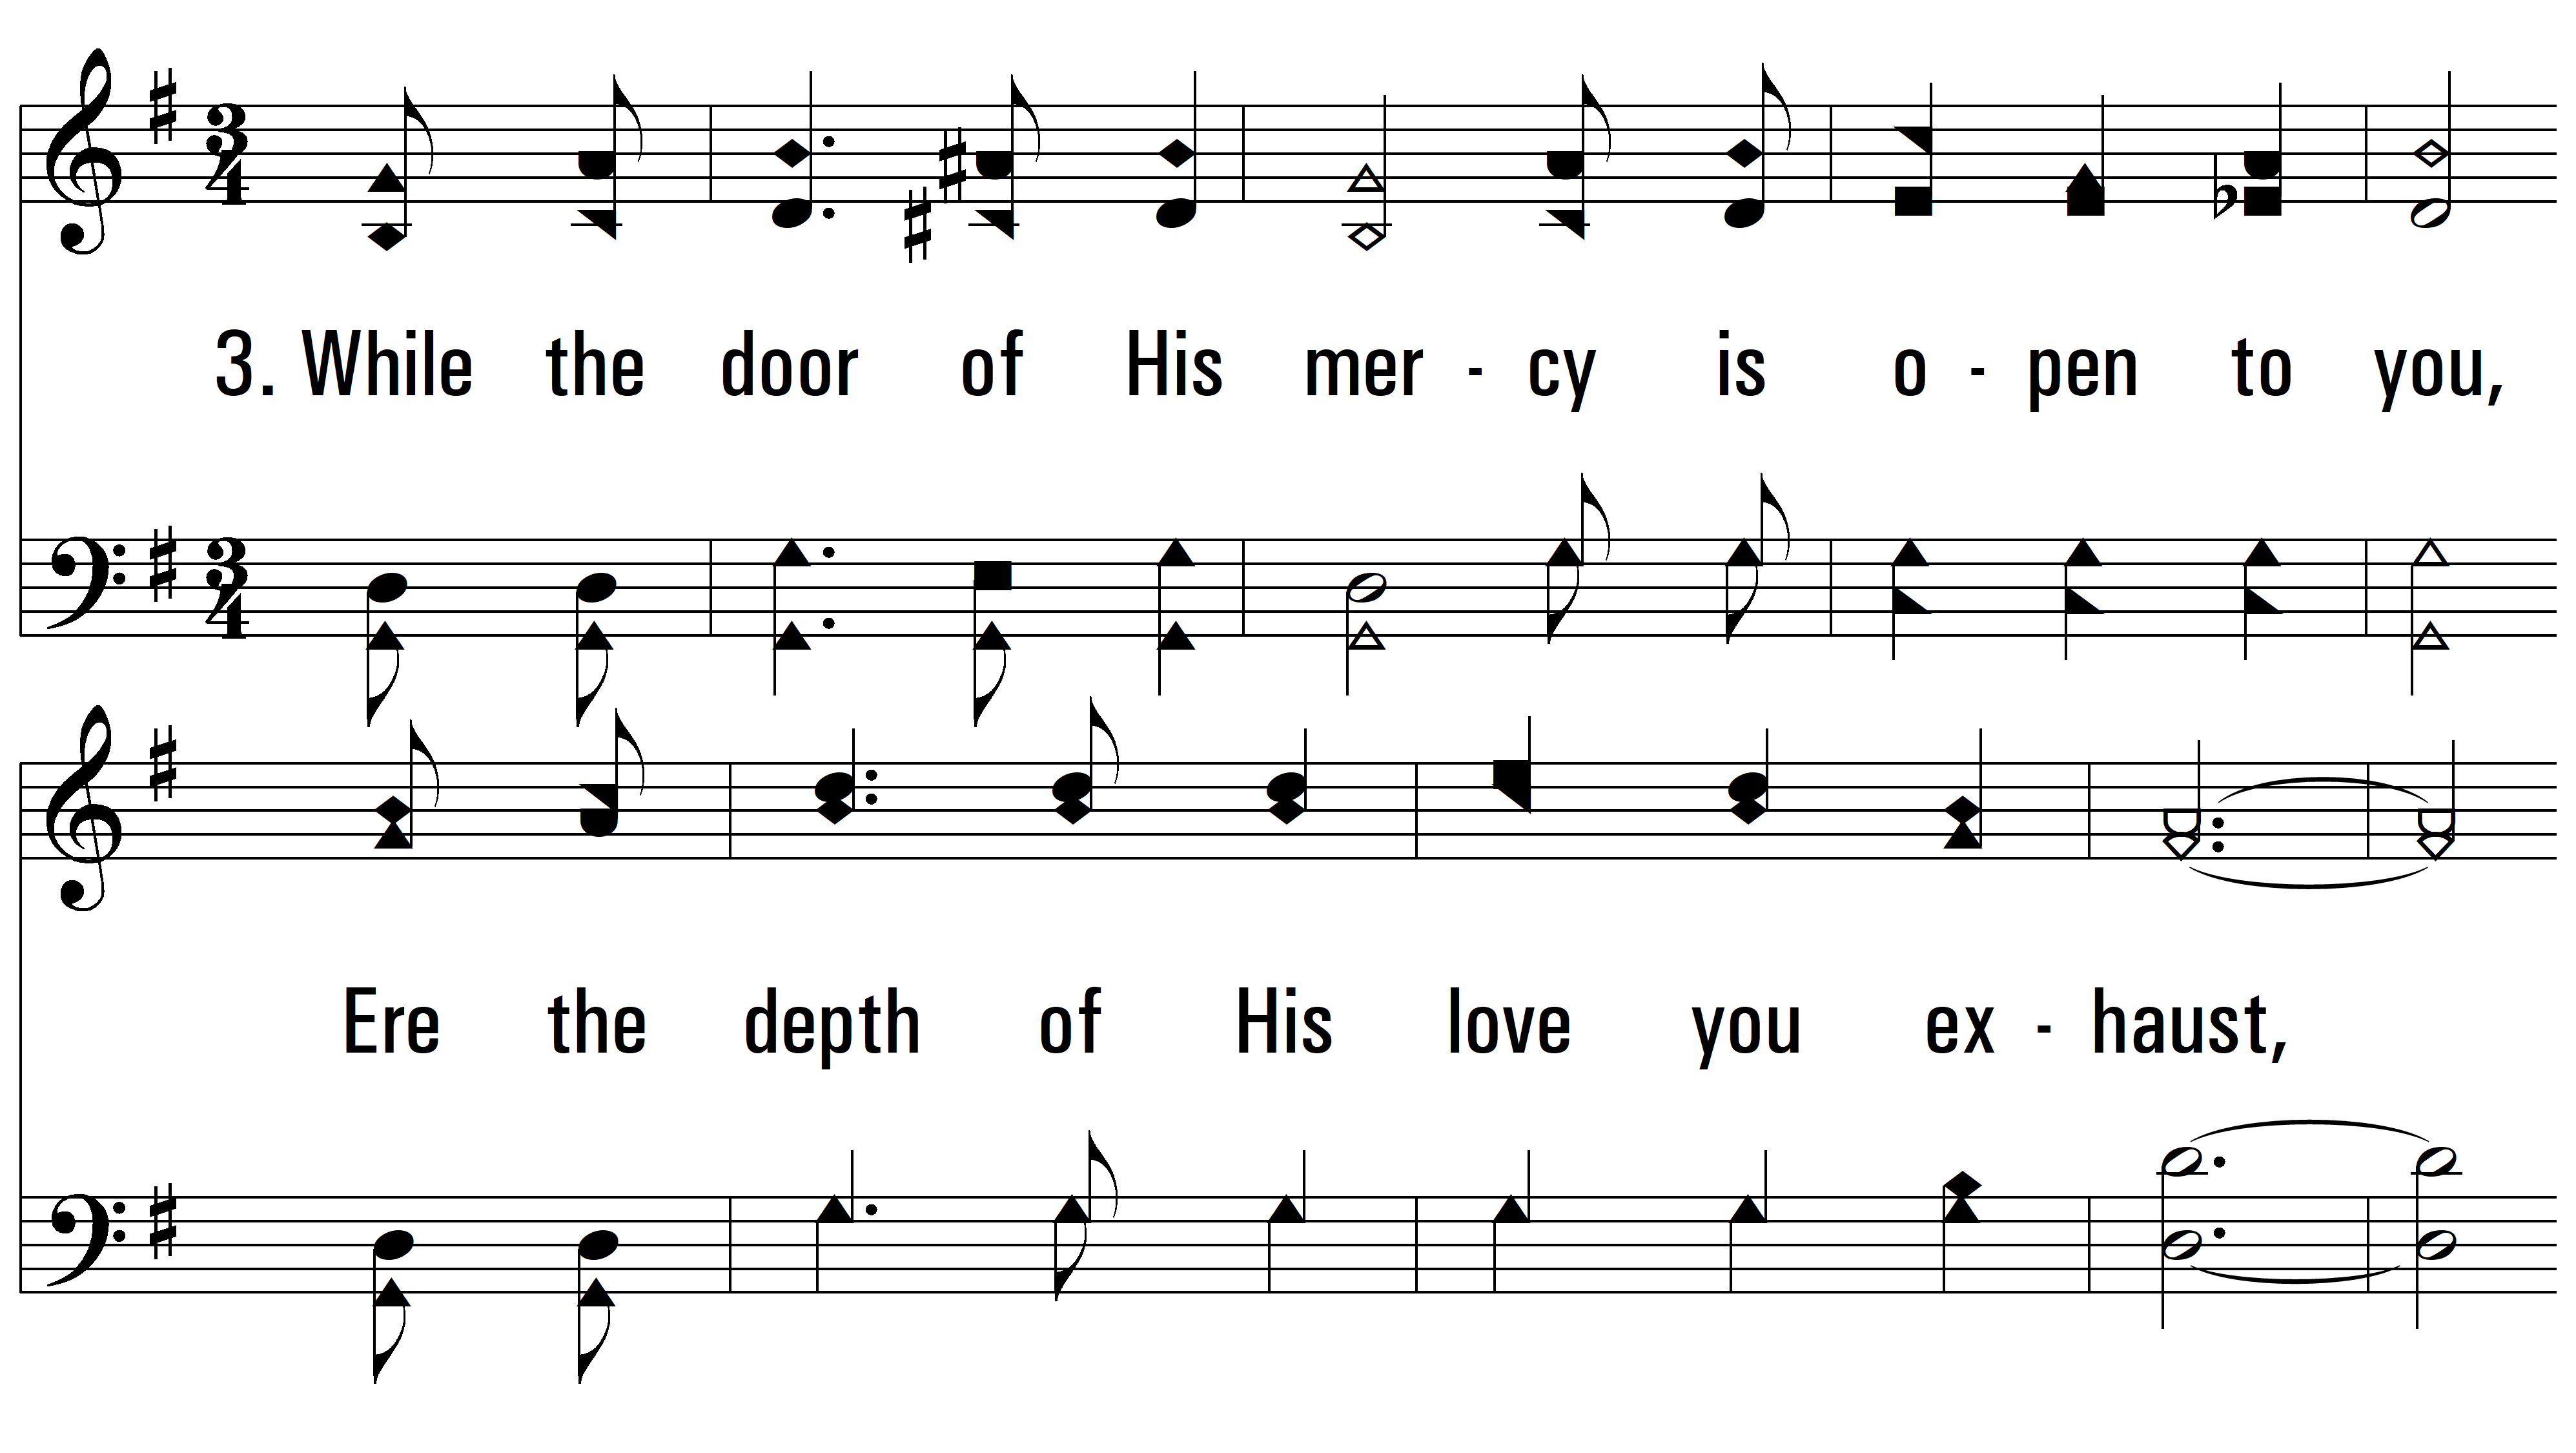 3. While the door of His mer - cy is o - pen to you,
Ere the depth of His love you ex - haust,